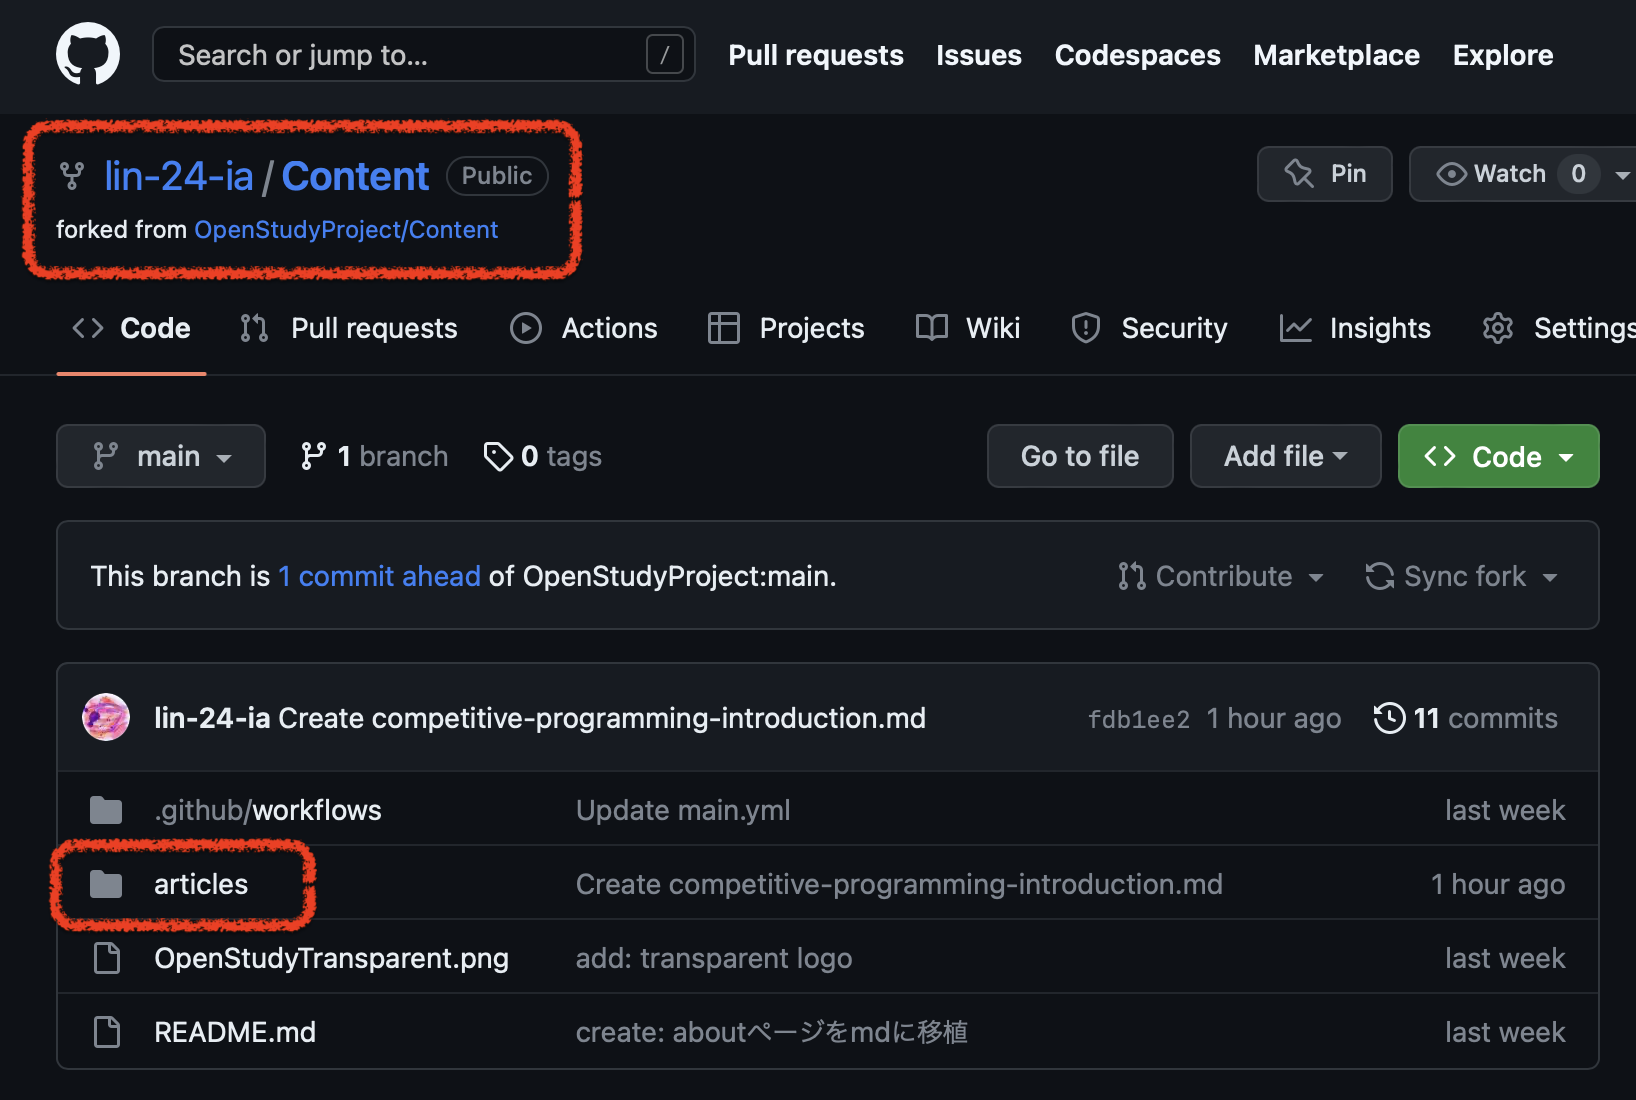 Search or jump to... /
Pull requests Issues Codespaces Marketplace Explore
lin-24-ia / Content Public
forked from OpenStudyProject/Content
Pin
Watch 0
Code Pull requests Actions Projects Wiki Security Insights Settings
main 1 branch 0 tags Go to file Add file Code
This branch is 1 commit ahead of OpenStudyProject:main. Contribute Sync fork
lin-24-ia Create competitive-programming-introduction.md fdb1ee2 1 hour ago 11 commits
.github/workflows Update main.yml last week
articles Create competitive-programming-introduction.md 1 hour ago
OpenStudyTransparent.png add: transparent logo last week
README.md create: aboutページをmdに移植 last week